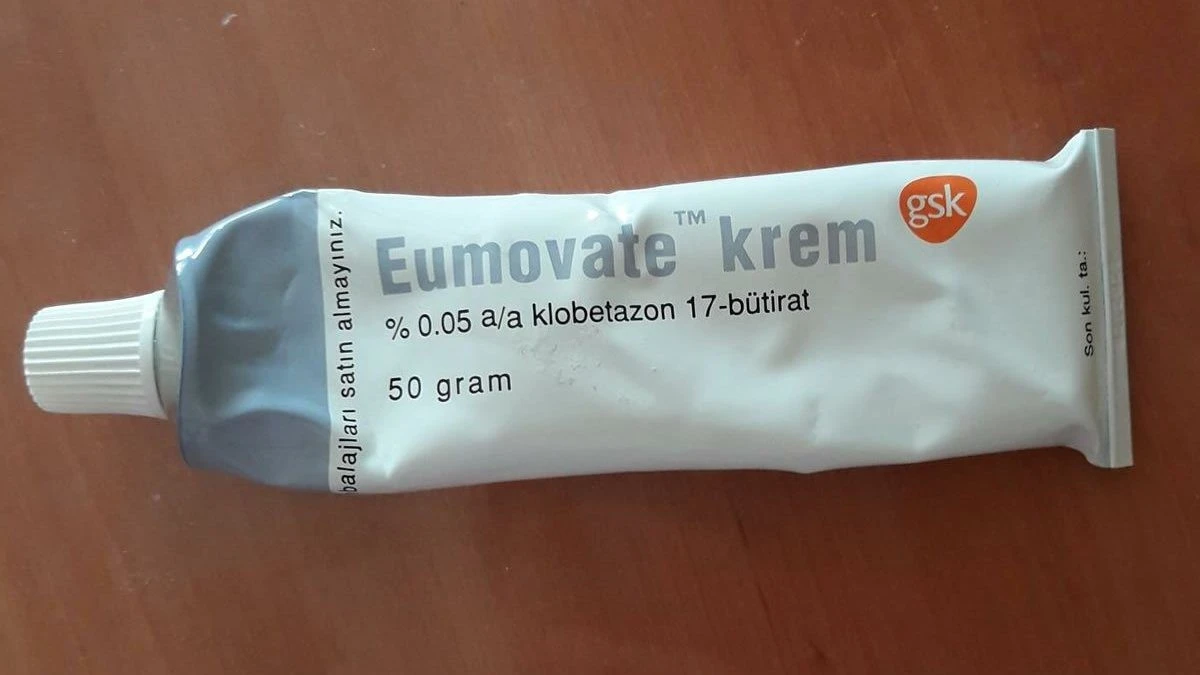 Eumovate™ krem
gsk
% 0.05 a/a klobetazon 17-bütirat
50 gram
balajları satın almayınız.
Son kul. ta.: